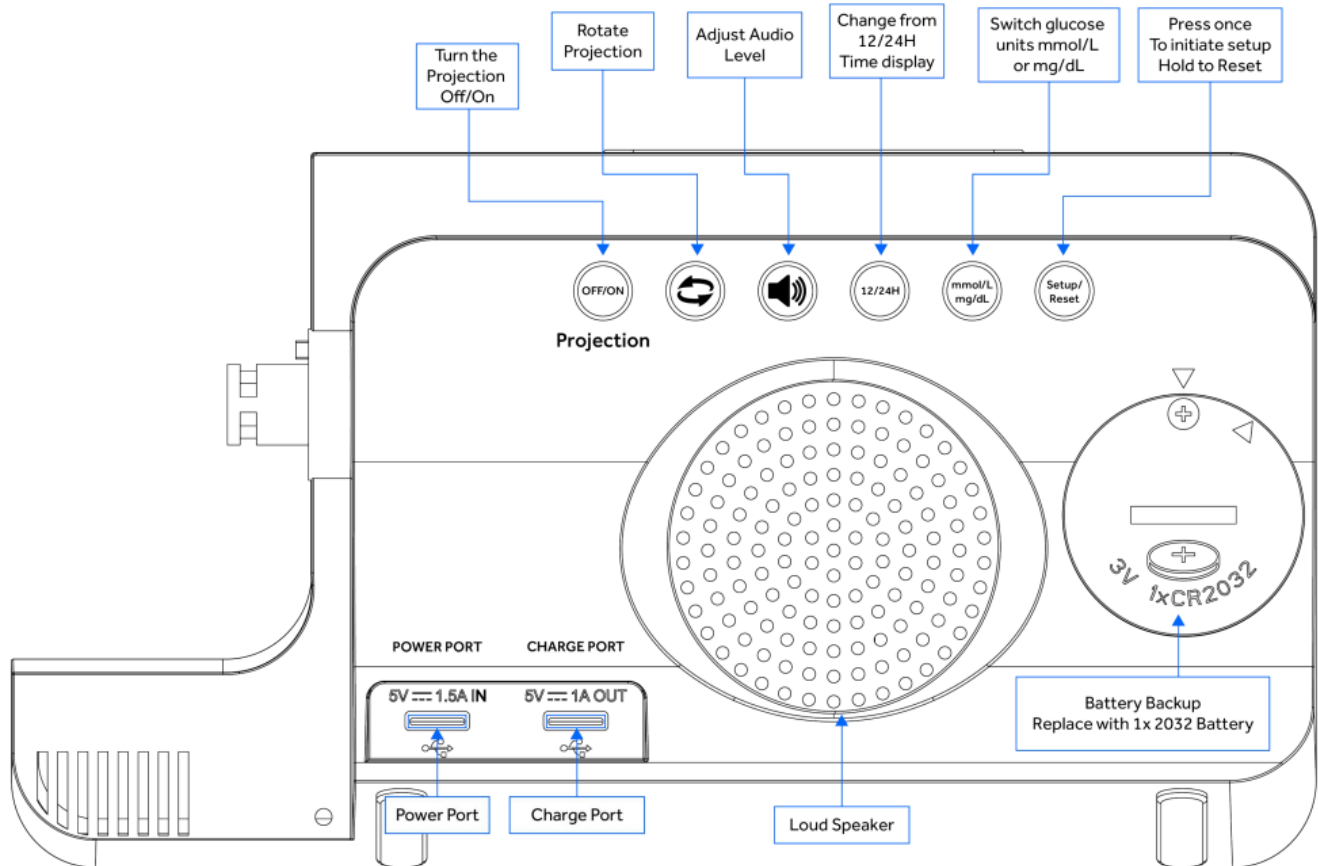 Turn the
Projection
Off/On
Rotate
Projection
Adjust Audio
Level
Change from
12/24H
Time display
Switch glucose
units mmol/L
or mg/dL
Press once
To initiate setup
Hold to Reset
OFF/ON
12/24H
mmol/L
mg/dL
Setup/
Reset
Projection
3V 1xCR2032
POWER PORT
CHARGE PORT
5V ⎓ 1.5A IN
5V ⎓ 1A OUT
Battery Backup
Replace with 1x 2032 Battery
Power Port
Charge Port
Loud Speaker